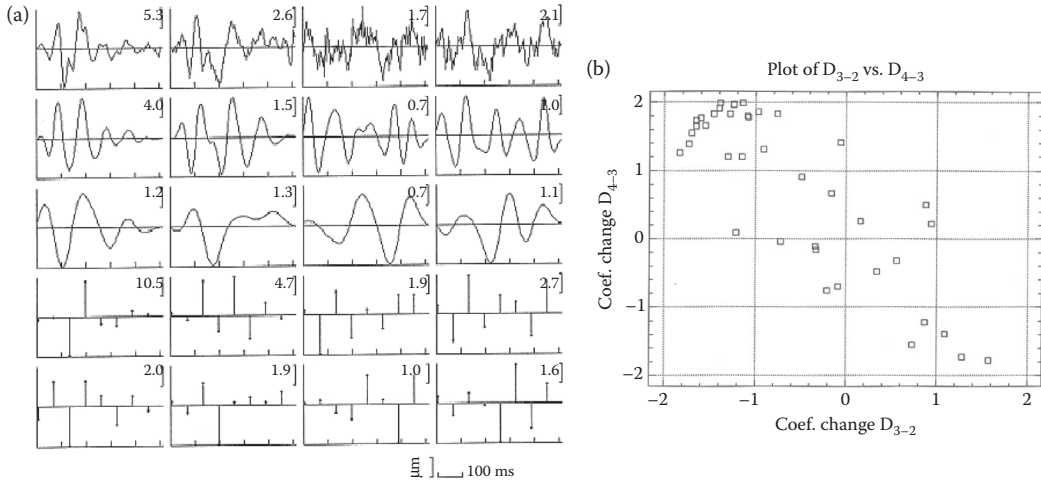 (a)
5.3 2.6 1.7 2.1
4.0 1.5 0.7 1.0
1.2 1.3 0.7 1.1
10.5 4.7 1.9 2.7
2.0 1.9 1.0 1.6
µm 100 ms
(b)
Plot of D3–2 vs. D4–3
Coef. change D4–3
2
1
0
−1
−2
−2 −1 0 1 2
Coef. change D3–2